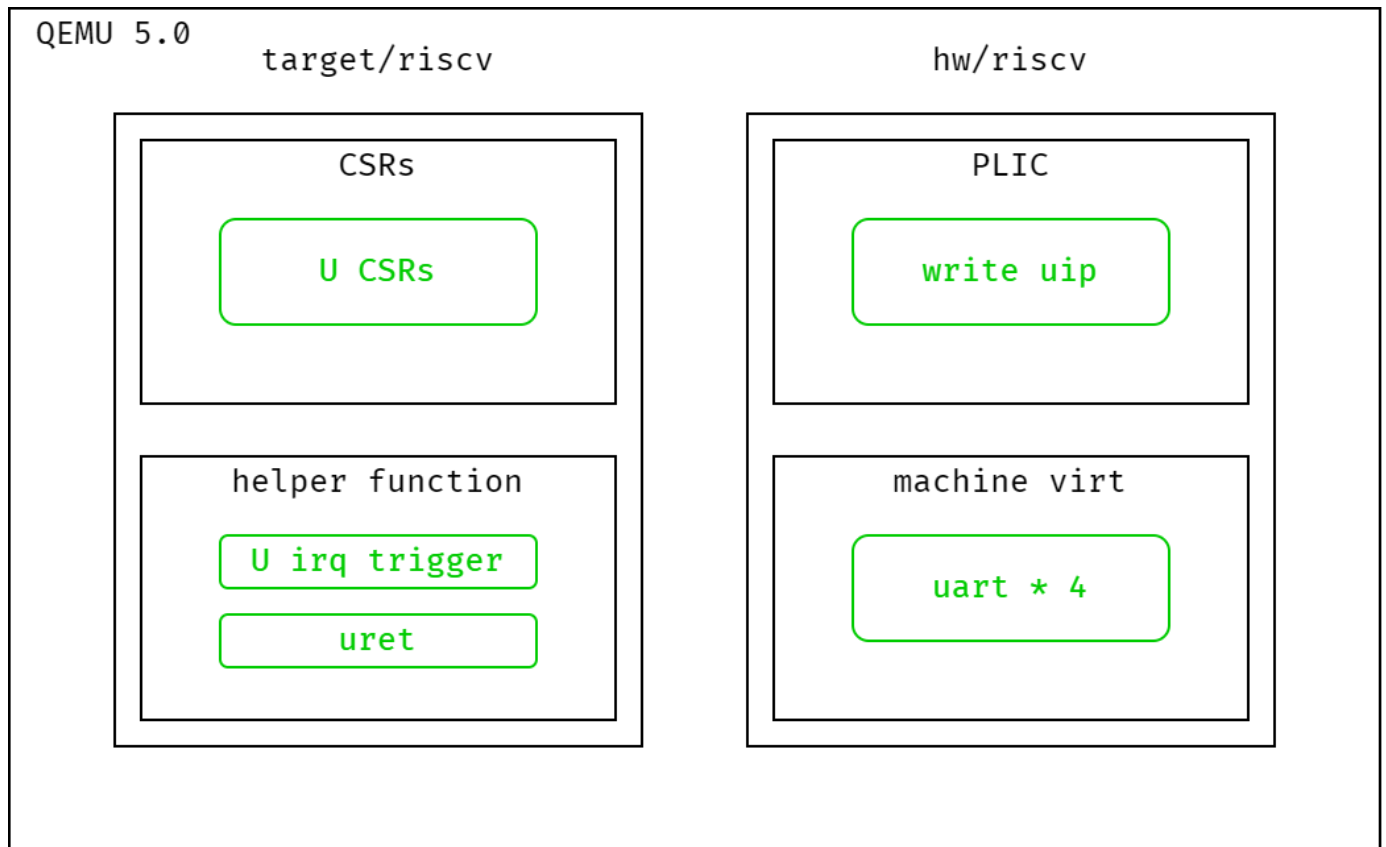 QEMU 5.0
target/riscv
CSRs
U CSRs
helper function
U irq trigger
uret
hw/riscv
PLIC
write uip
machine virt
uart * 4